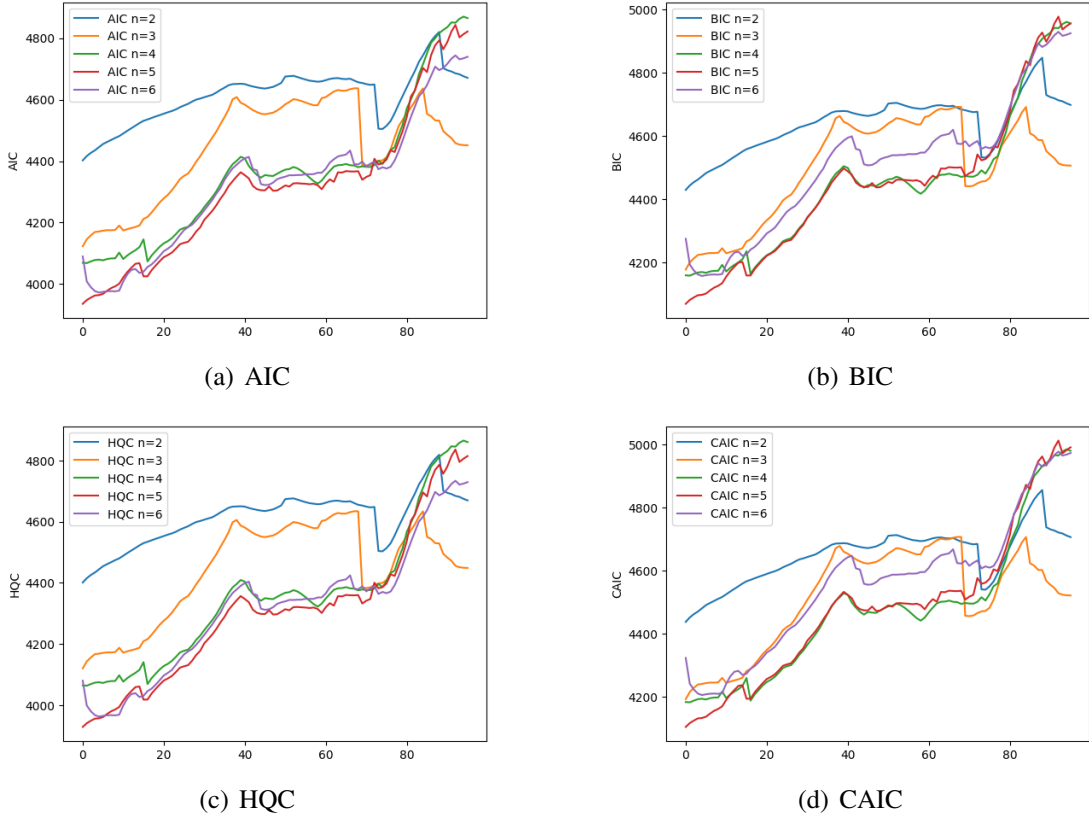 AIC n=2
AIC n=3
AIC n=4
AIC n=5
AIC n=6
4800
4600
4400
4200
4000
AIC
0 20 40 60 80
(a) AIC
BIC n=2
BIC n=3
BIC n=4
BIC n=5
BIC n=6
5000
4800
4600
4400
4200
BIC
0 20 40 60 80
(b) BIC
HQC n=2
HQC n=3
HQC n=4
HQC n=5
HQC n=6
4800
4600
4400
4200
4000
HQC
0 20 40 60 80
(c) HQC
CAIC n=2
CAIC n=3
CAIC n=4
CAIC n=5
CAIC n=6
5000
4800
4600
4400
4200
CAIC
0 20 40 60 80
(d) CAIC